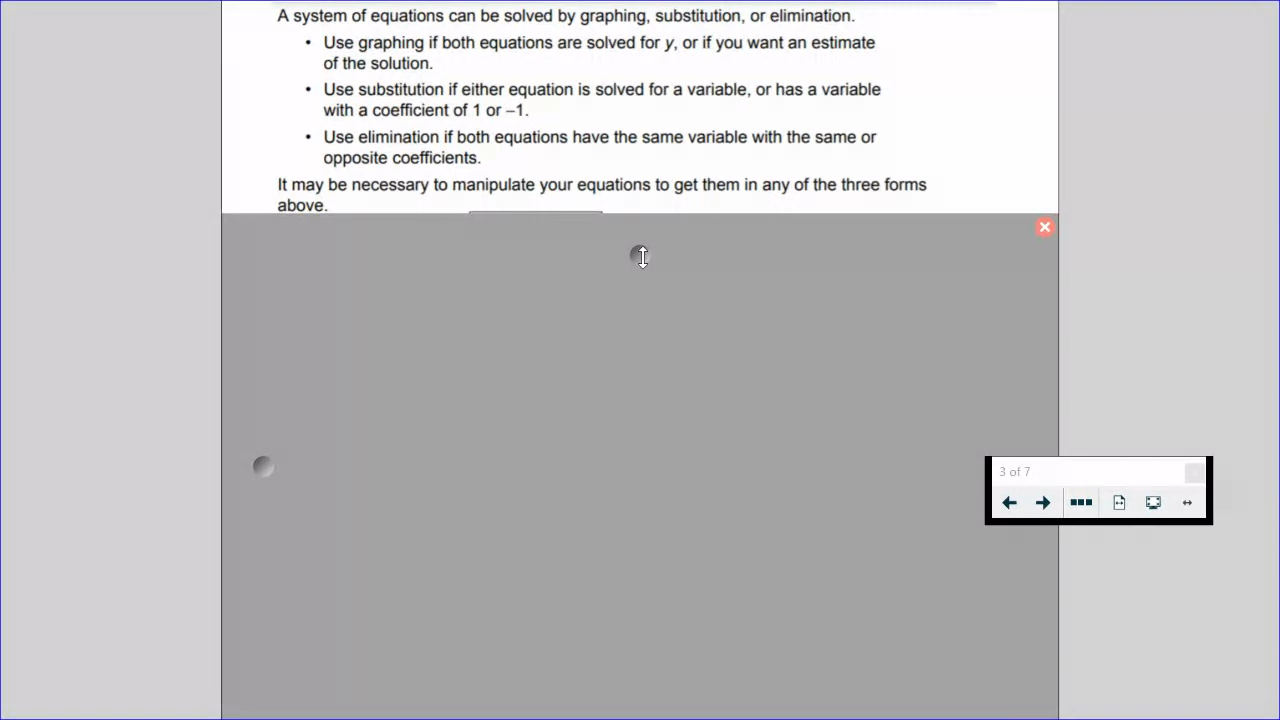 A system of equations can be solved by graphing, substitution, or elimination.
• Use graphing if both equations are solved for y, or if you want an estimate
of the solution.
• Use substitution if either equation is solved for a variable, or has a variable
with a coefficient of 1 or –1.
• Use elimination if both equations have the same variable with the same or
opposite coefficients.
It may be necessary to manipulate your equations to get them in any of the three forms
above.
3 of 7